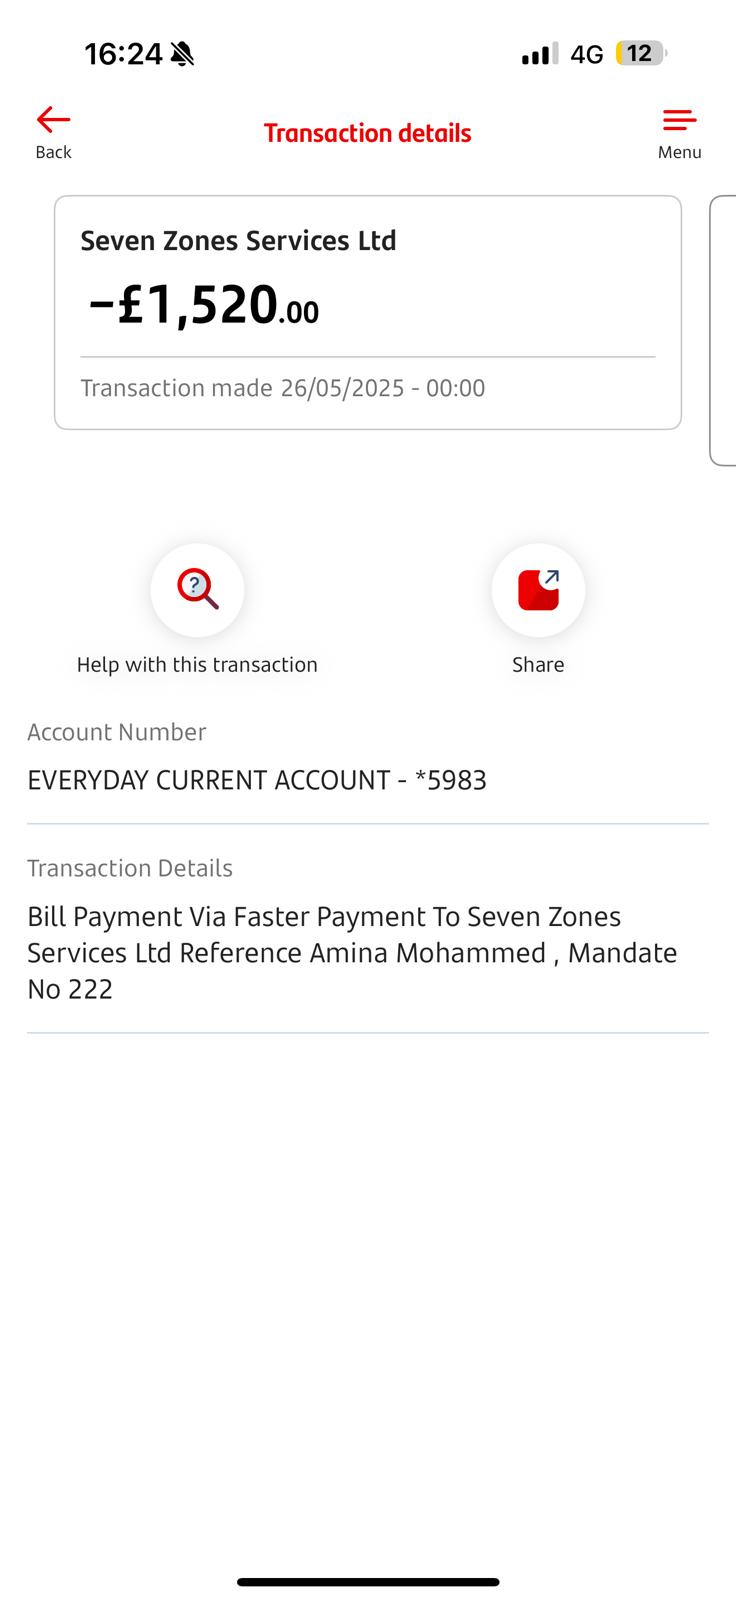 16:24
4G
12
Back
Transaction details
Menu
Seven Zones Services Ltd
-£1,520.00
Transaction made 26/05/2025 - 00:00
?
Help with this transaction
Share
Account Number
EVERYDAY CURRENT ACCOUNT - *5983
Transaction Details
Bill Payment Via Faster Payment To Seven Zones
Services Ltd Reference Amina Mohammed , Mandate
No 222